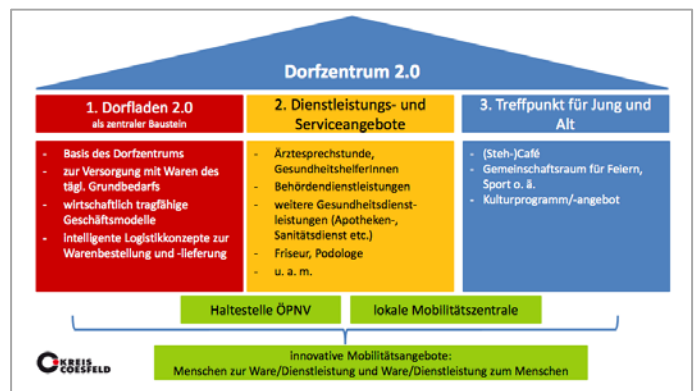 Dorfzentrum 2.0
1. Dorfladen 2.0
als zentraler Baustein
- Basis des Dorfzentrums
- zur Versorgung mit Waren des
tägl. Grundbedarfs
- wirtschaftlich tragfähige
Geschäftsmodelle
- intelligente Logistikkonzepte zur
Warenbestellung und -lieferung
2. Dienstleistungs- und
Serviceangebote
- Ärztesprechstunde,
GesundheitshelferInnen
- Behördendienstleistungen
- weitere Gesundheitsdienst-
leistungen (Apotheken-,
Sanitätsdienst etc.)
- Friseur, Podologe
- u. a. m.
3. Treffpunkt für Jung und
Alt
- (Steh-)Café
- Gemeinschaftsraum für Feiern,
Sport o. ä.
- Kulturprogramm/-angebot
Haltestelle ÖPNV
lokale Mobilitätszentrale
innovative Mobilitätsangebote:
Menschen zur Ware/Dienstleistung und Ware/Dienstleistung zum Menschen
KREIS
COESFELD